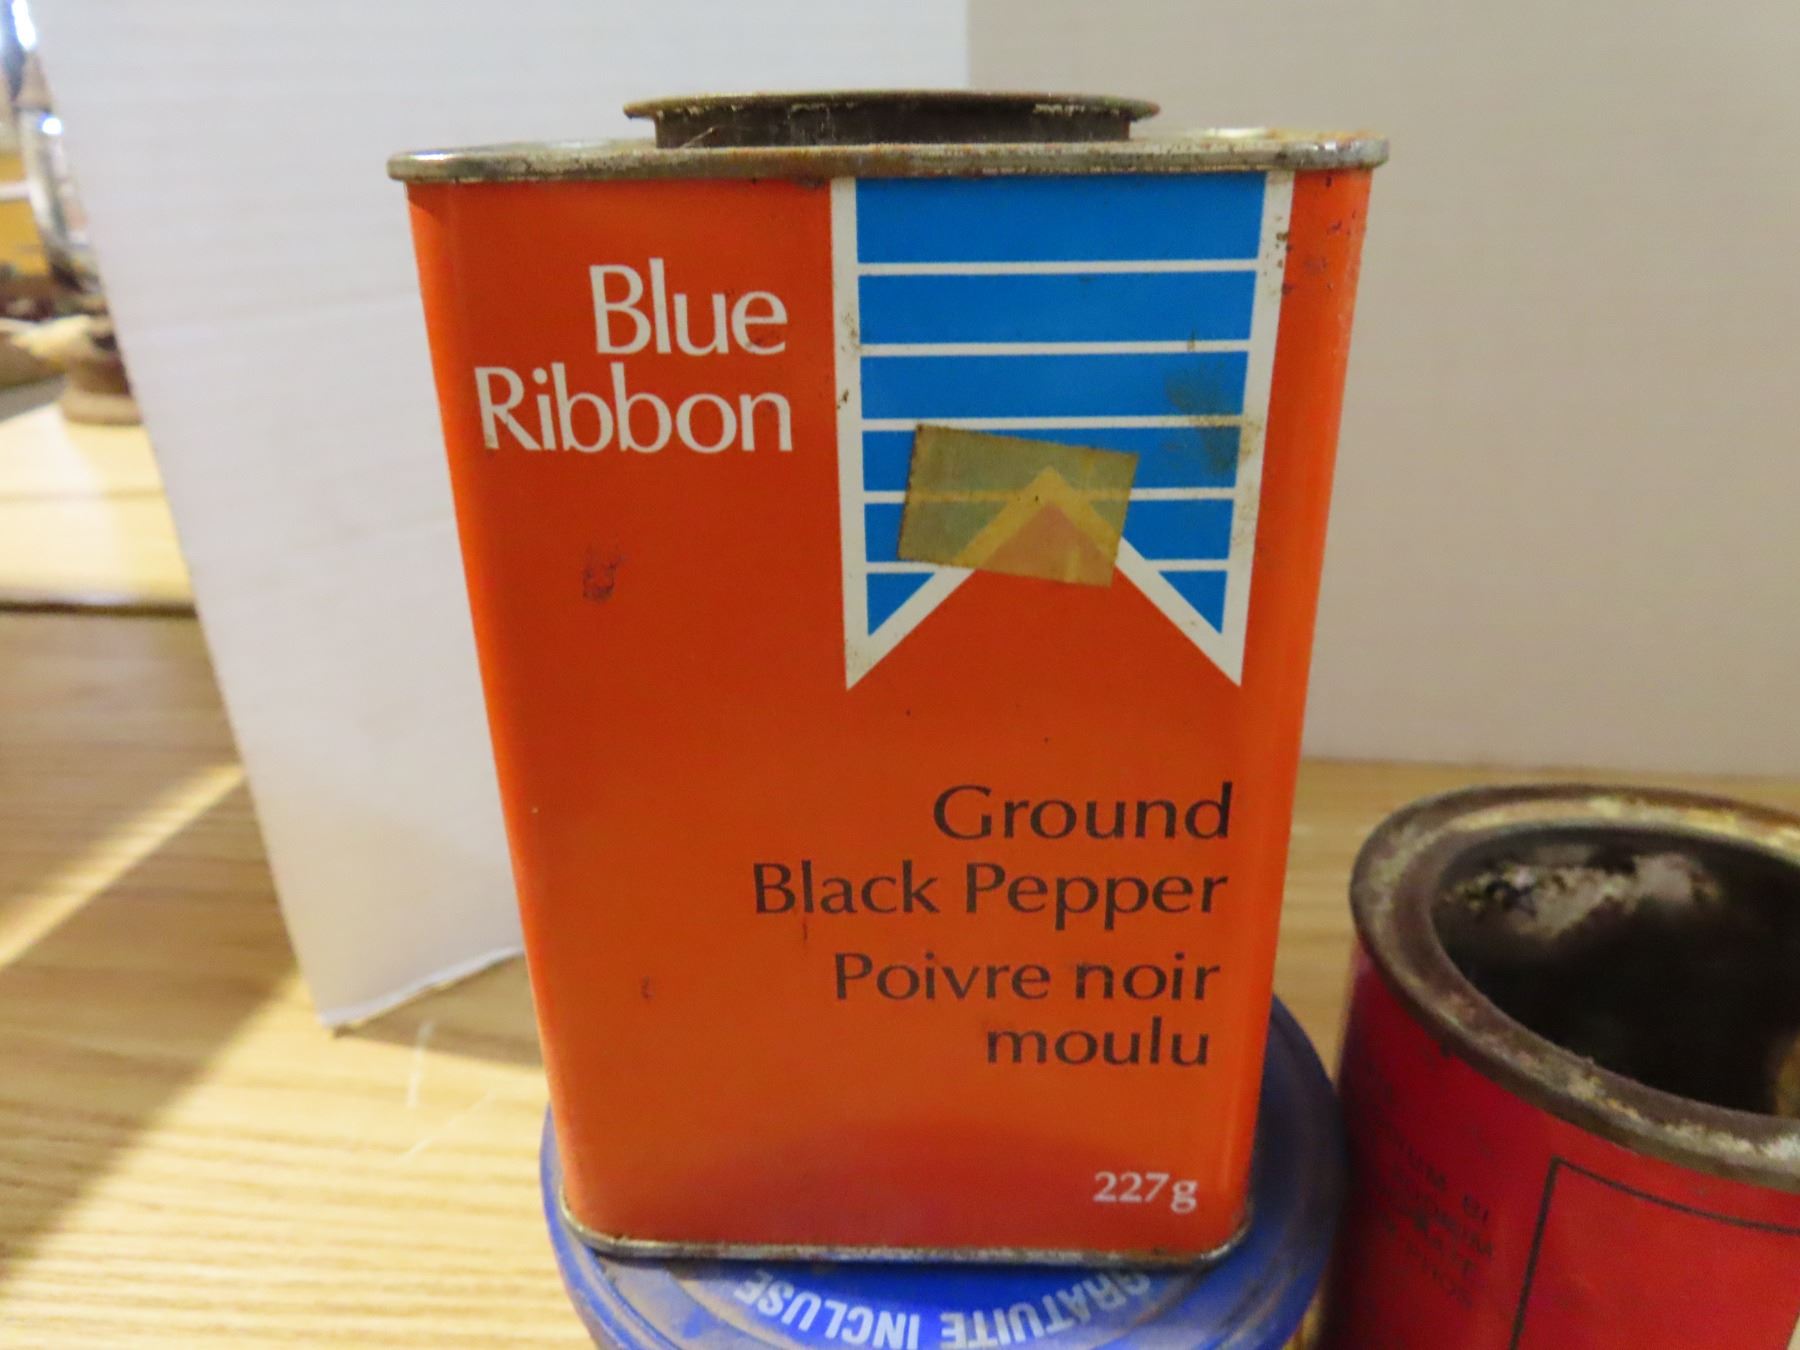 Blue
Ribbon
Ground
Black Pepper
Poivre noir
moulu
227g
GRATUITE INCLUSE